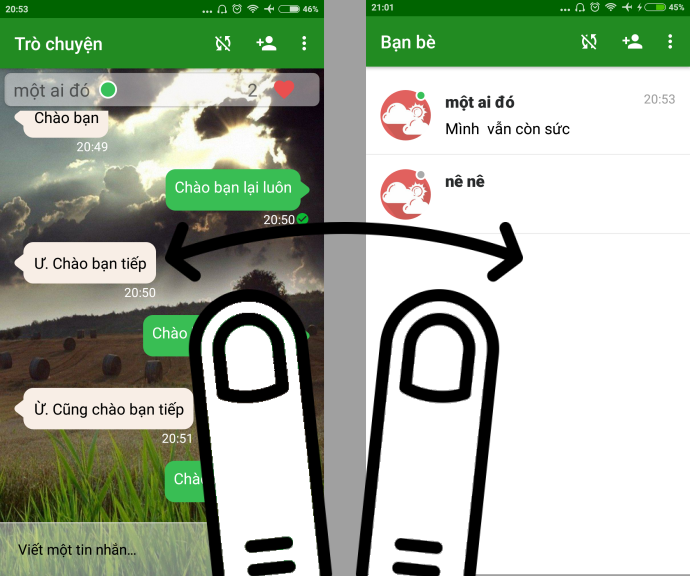 20:53
46%
Trò chuyện
một ai đó
2
Chào bạn
20:49
Chào bạn lại luôn
20:50
Ư. Chào bạn tiếp
20:50
Chào
Ừ. Cũng chào bạn tiếp
20:51
Chà
Viết một tin nhắn...
21:01
45%
Bạn bè
một ai đó
20:53
Mình vẫn còn sức
nê nê